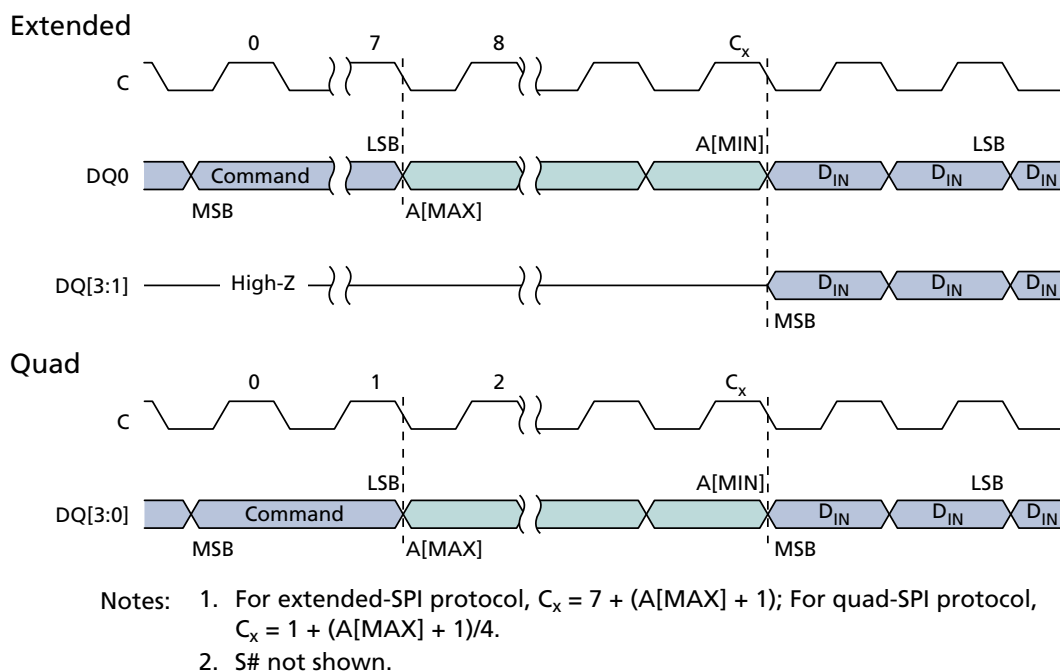 Extended
0 7 8 Cx
C
LSB A[MIN] LSB
DQ0 Command DIN DIN DIN
MSB A[MAX]
DQ[3:1] High-Z DIN DIN DIN
MSB
Quad
0 1 2 Cx
C
LSB A[MIN] LSB
DQ[3:0] Command DIN DIN DIN
MSB A[MAX] MSB
Notes: 1. For extended-SPI protocol, Cx = 7 + (A[MAX] + 1); For quad-SPI protocol,
Cx = 1 + (A[MAX] + 1)/4.
2. S# not shown.